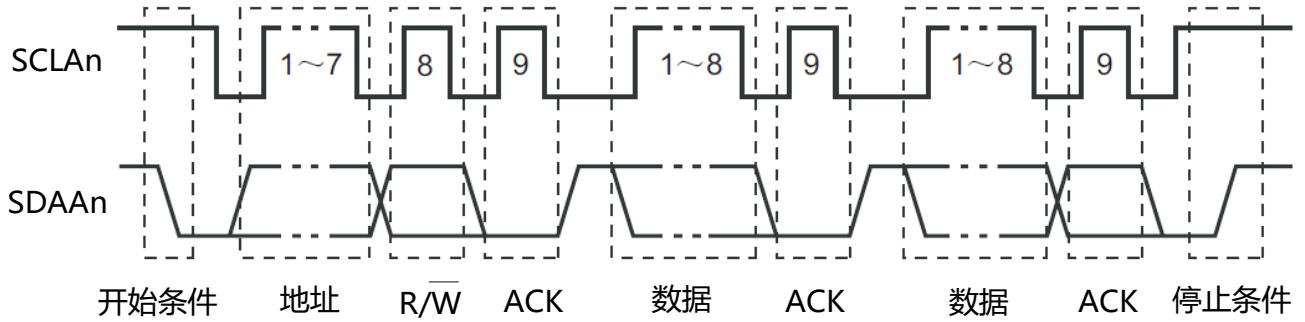 SCLAn 1～7 8 9 1～8 9 1～8 9
SDAAn
开始条件 地址 R/W̅ ACK 数据 ACK 数据 ACK 停止条件